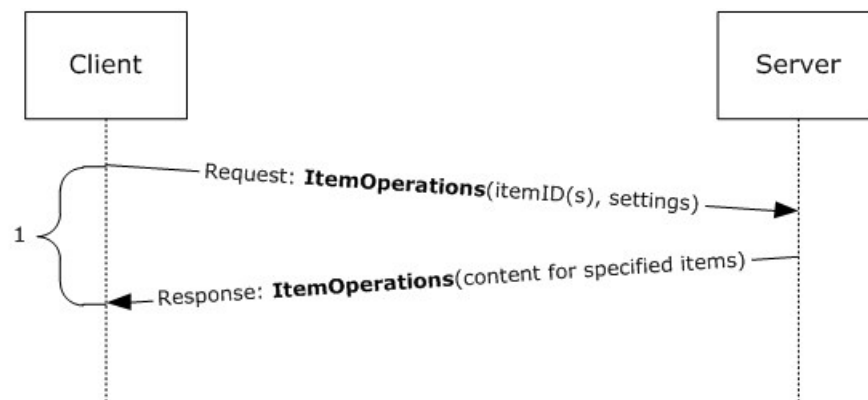 Client
Server
Request: ItemOperations(itemID(s), settings)
1
Response: ItemOperations(content for specified items)